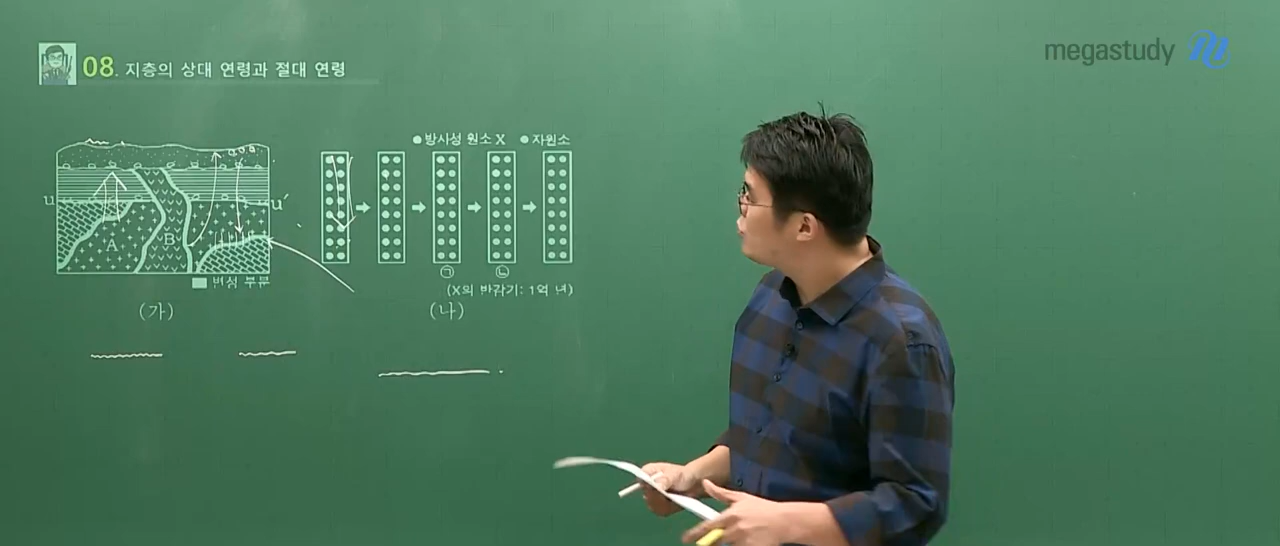 megastudy
08. 지층의 상대 연령과 절대 연령
방사성 원소 X 자원소
u u′
A B
변성 부분
㉠ ㉡
(X의 반감기: 1억 년)
(가) (나)